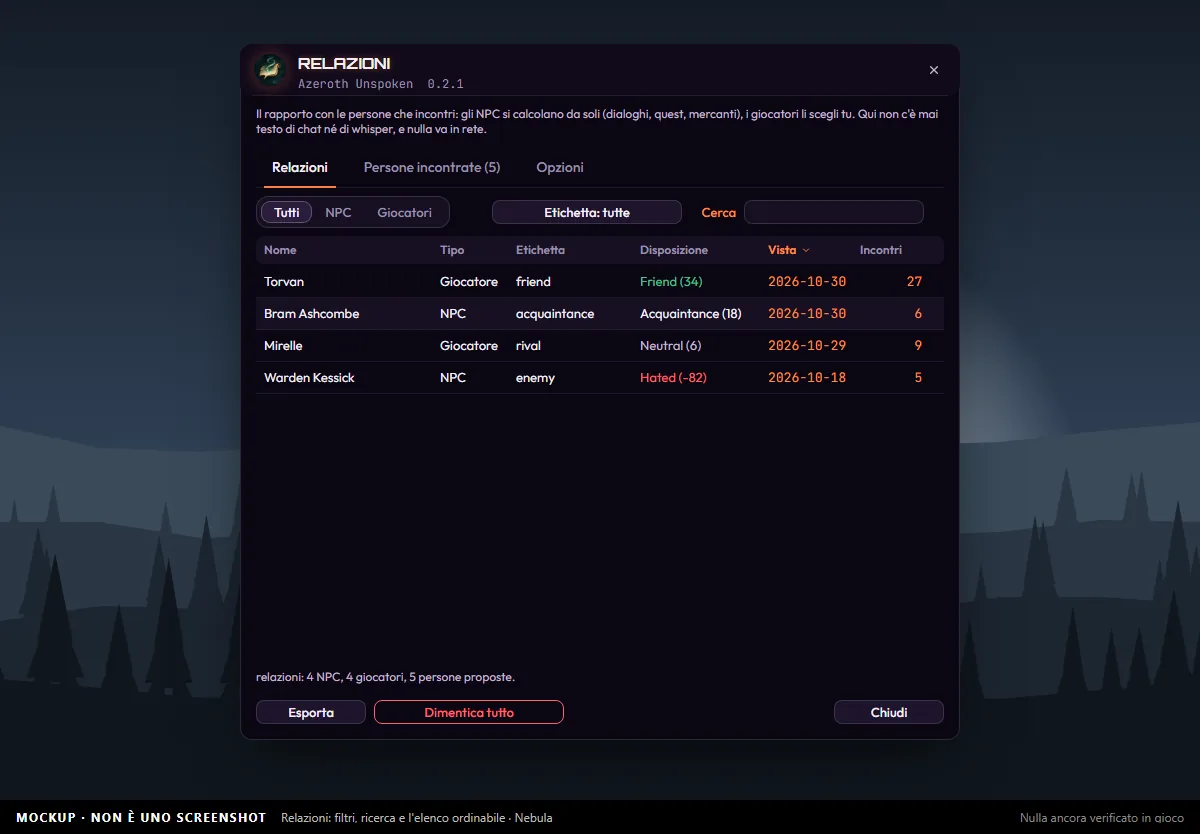 RELAZIONI
Azeroth Unspoken 0.2.1
Il rapporto con le persone che incontri: gli NPC si calcolano da soli (dialoghi, quest, mercanti), i giocatori li scegli tu. Qui non c'è mai
testo di chat né di whisper, e nulla va in rete.
Relazioni Persone incontrate (5) Opzioni
Tutti NPC Giocatori Etichetta: tutte Cerca
Nome Tipo Etichetta Disposizione Vista Incontri
Torvan Giocatore friend Friend (34) 2026-10-30 27
Bram Ashcombe NPC acquaintance Acquaintance (18) 2026-10-30 6
Mirelle Giocatore rival Neutral (6) 2026-10-29 9
Warden Kessick NPC enemy Hated (-82) 2026-10-18 5
relazioni: 4 NPC, 4 giocatori, 5 persone proposte.
Esporta Dimentica tutto Chiudi
MOCKUP · NON È UNO SCREENSHOT Relazioni: filtri, ricerca e l'elenco ordinabile · Nebula Nulla ancora verificato in gioco